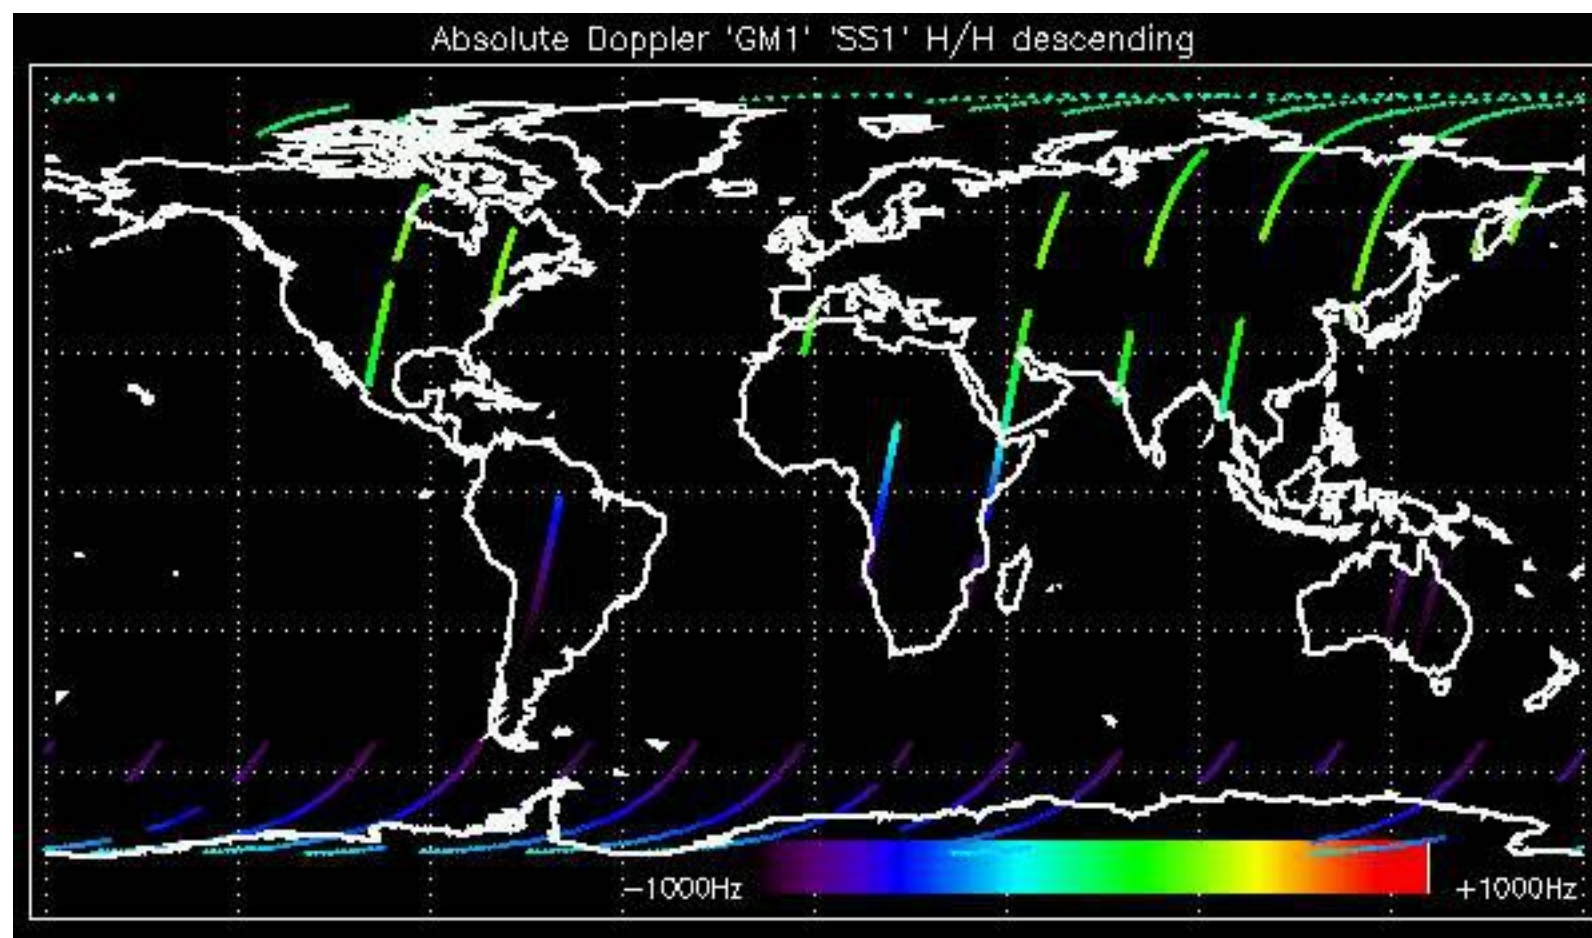 Absolute Doppler 'GM1' 'SS1' H/H descending
-1000Hz
+1000Hz